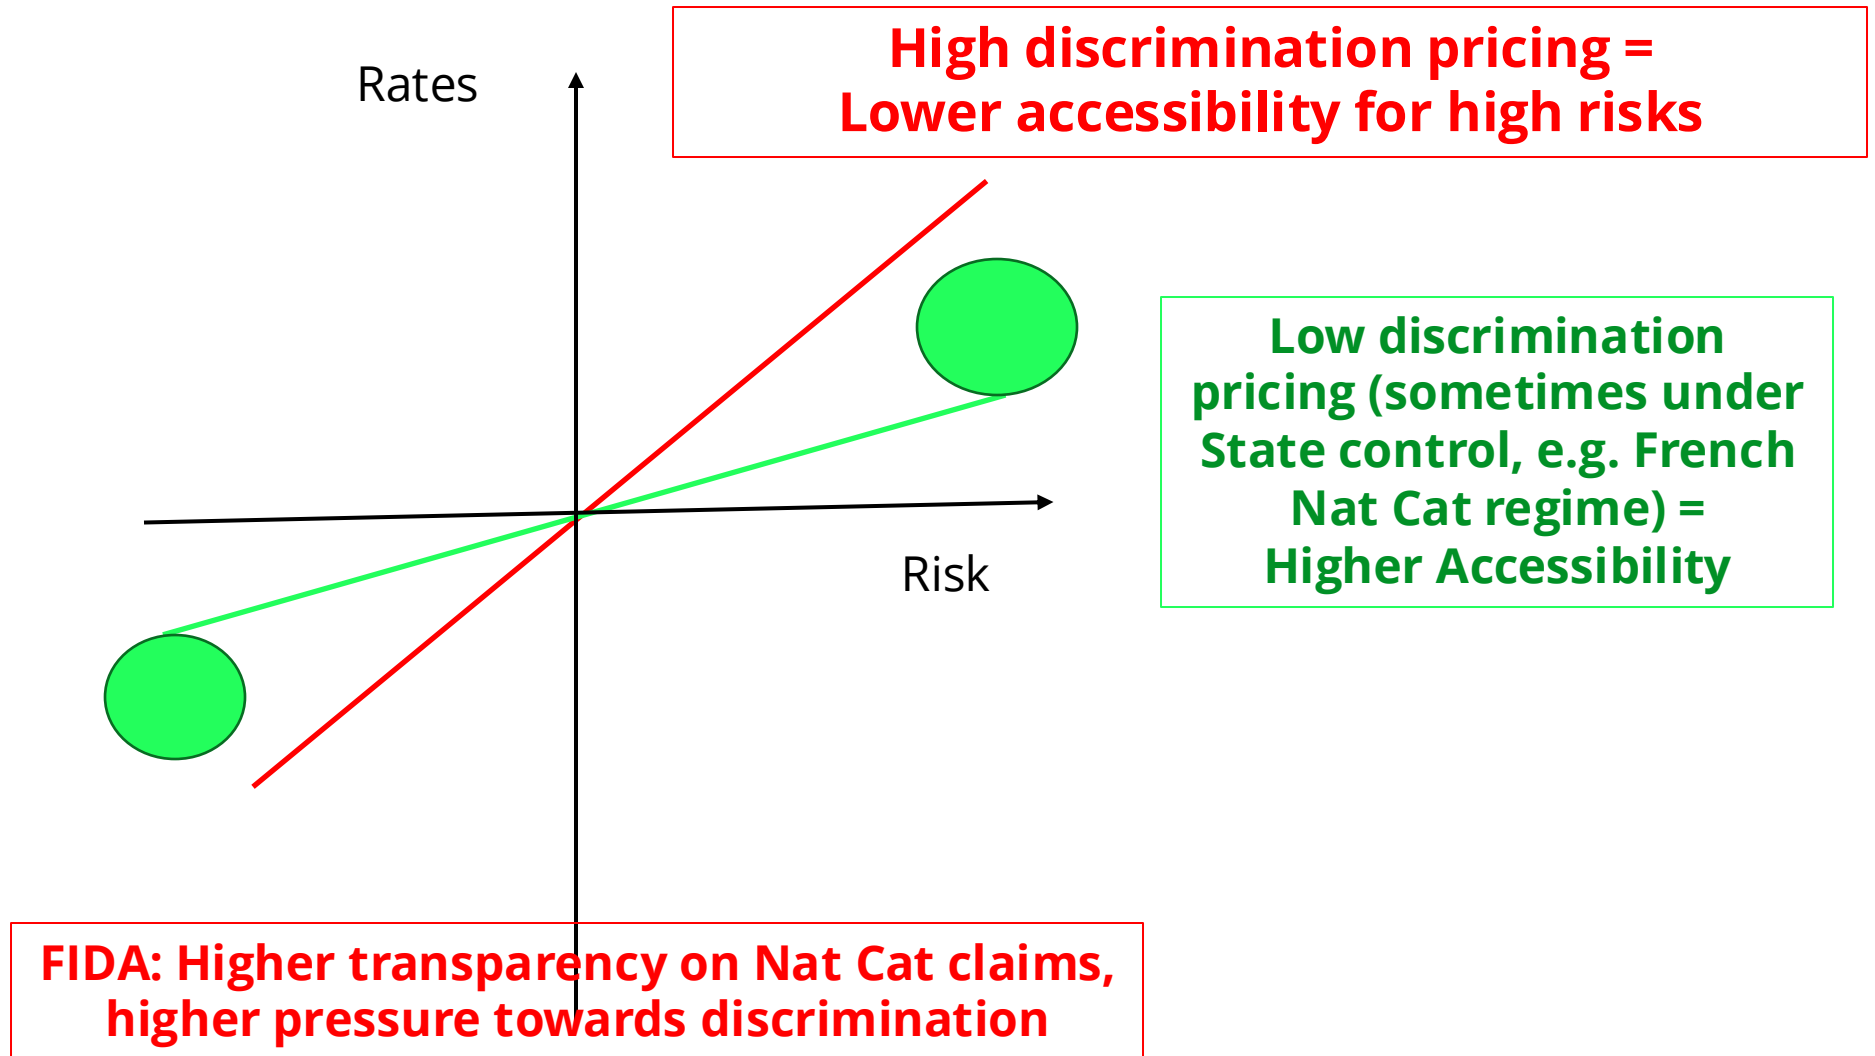 High discrimination pricing =
Lower accessibility for high risks
Rates
Low discrimination
pricing (sometimes under
State control, e.g. French
Nat Cat regime) =
Higher Accessibility
Risk
FIDA: Higher transparency on Nat Cat claims,
higher pressure towards discrimination